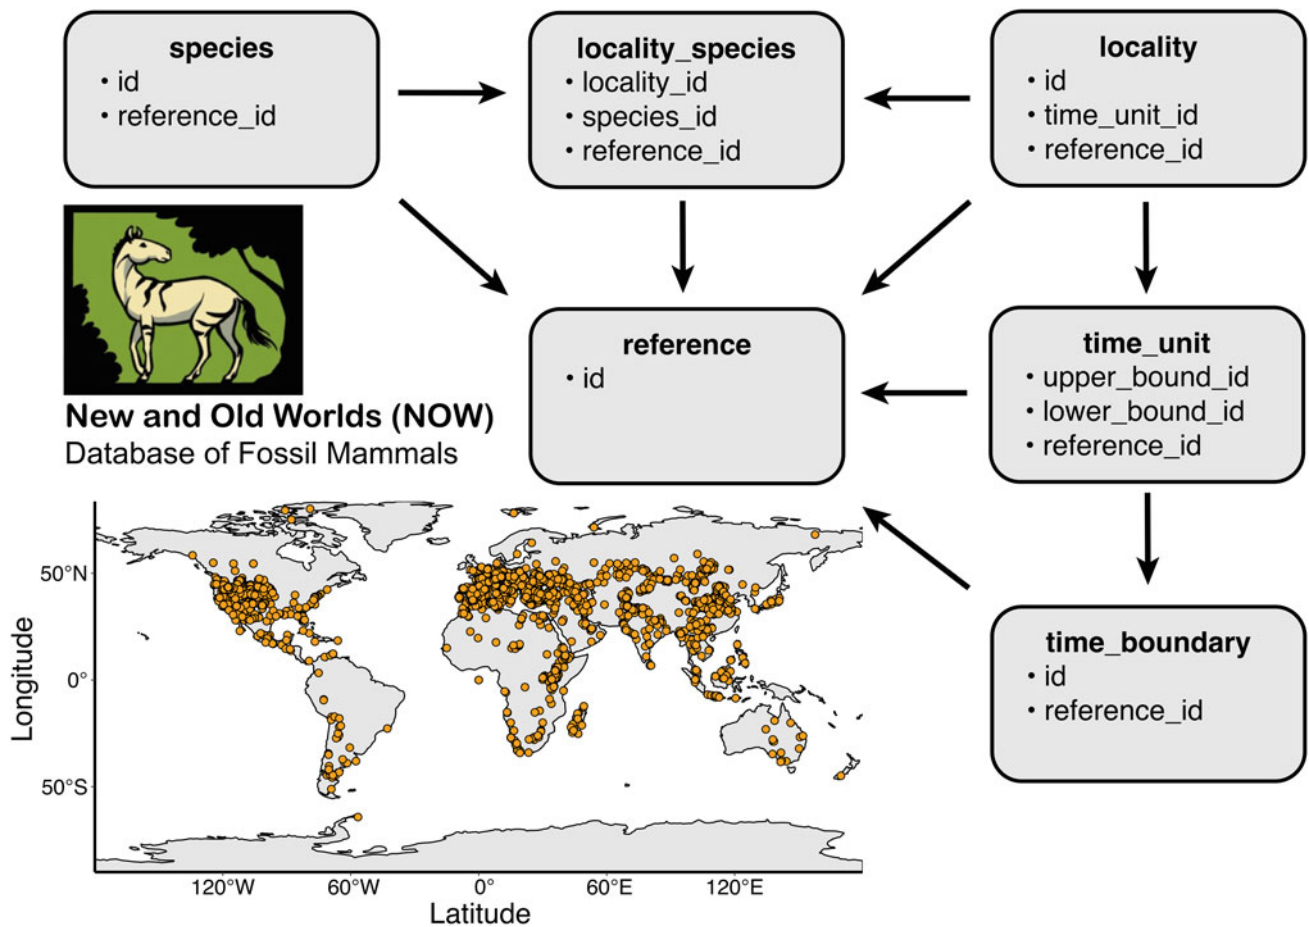 species
• id
• reference_id
locality_species
• locality_id
• species_id
• reference_id
locality
• id
• time_unit_id
• reference_id
New and Old Worlds (NOW)
Database of Fossil Mammals
reference
• id
time_unit
• upper_bound_id
• lower_bound_id
• reference_id
time_boundary
• id
• reference_id
Longitude
50°N
0°
50°S
120°W
60°W
0°
60°E
120°E
Latitude